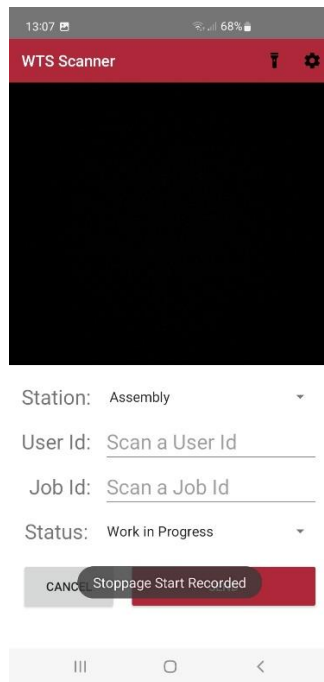 13:07 68%
WTS Scanner
Station: Assembly
User Id: Scan a User Id
Job Id: Scan a Job Id
Status: Work in Progress
CANCEL
Stoppage Start Recorded